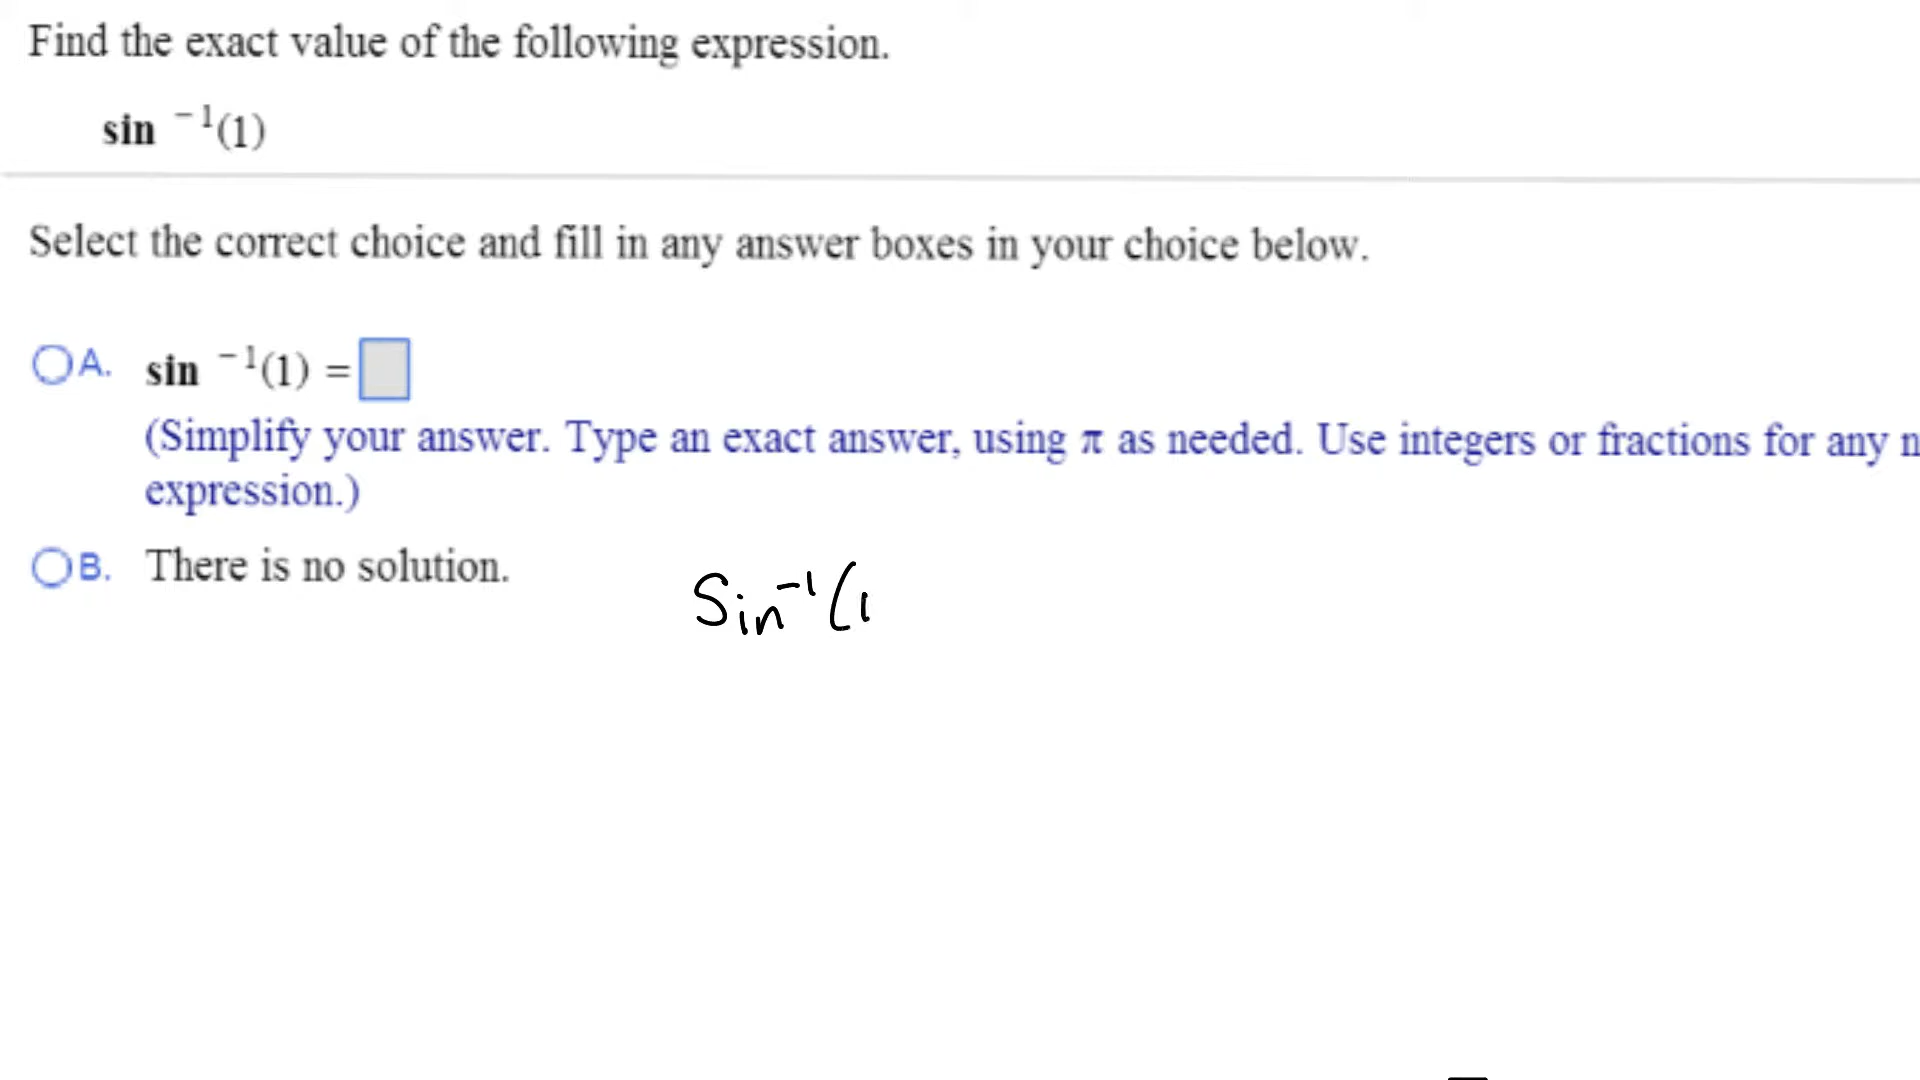 Find the exact value of the following expression.
sin ⁻¹(1)
Select the correct choice and fill in any answer boxes in your choice below.
A. sin ⁻¹(1) =
(Simplify your answer. Type an exact answer, using π as needed. Use integers or fractions for any n
expression.)
B. There is no solution.
Sin⁻¹(1